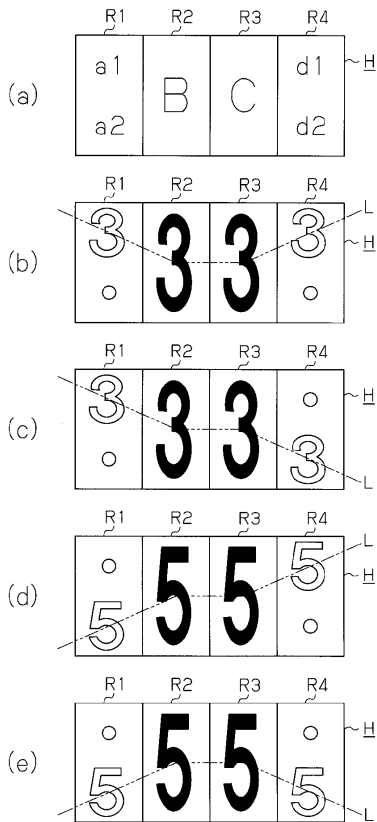 R1 R2 R3 R4
(a) a1 B C d1 H
a2 d2
R1 R2 R3 R4
(b) 3 3 3 3 L
H
R1 R2 R3 R4
(c) 3 3 3 H
3 L
R1 R2 R3 R4
(d) 5 5 5 L
5 H
R1 R2 R3 R4
(e) 5 5 H
5 5 L